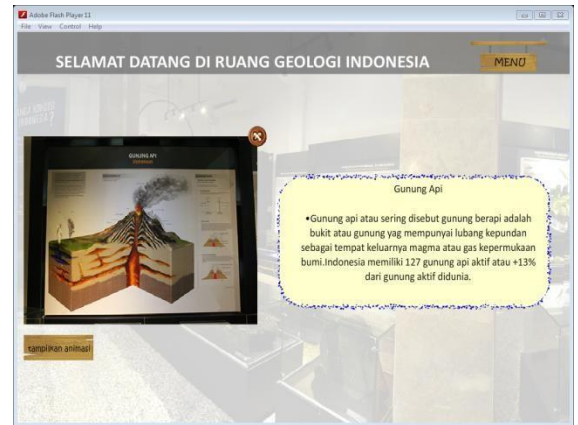 Adobe Flash Player 11
File View Control Help
SELAMAT DATANG DI RUANG GEOLOGI INDONESIA
MENU
GUNUNG API
Gunung Api
•Gunung api atau sering disebut gunung berapi adalah
bukit atau gunung yag mempunyai lubang kepundan
sebagai tempat keluarnya magma atau gas kepermukaan
bumi.Indonesia memiliki 127 gunung api aktif atau +13%
dari gunung aktif didunia.
tampilkan animasi